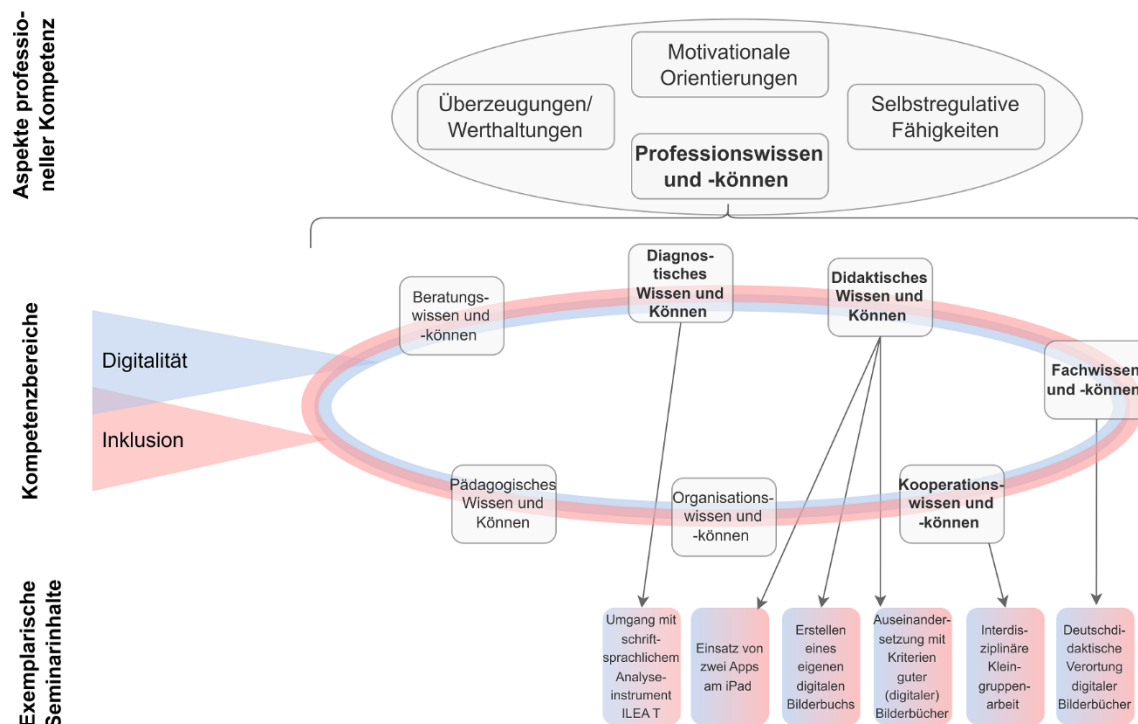 Aspekte professio-
neller Kompetenz
Motivationale
Orientierungen
Überzeugungen/
Werthaltungen
Selbstregulative
Fähigkeiten
Professionswissen
und -können
Kompetenzbereiche
Digitalität
Inklusion
Beratungs-
wissen und
-können
Diagnos-
tisches
Wissen und
Können
Didaktisches
Wissen und
Können
Fachwissen
und -können
Pädagogisches
Wissen und
Können
Organisations-
wissen und
-können
Kooperations-
wissen und
-können
Exemplarische
Seminarinhalte
Umgang mit
schrift-
sprachlichem
Analyse-
instrument
ILEA T
Einsatz von
zwei Apps
am iPad
Erstellen
eines
eigenen
digitalen
Bilderbuchs
Auseinander-
setzung mit
Kriterien
guter
(digitaler)
Bilderbücher
Interdis-
ziplinäre
Klein-
gruppen-
arbeit
Deutschdi-
daktische
Verortung
digitaler
Bilderbücher